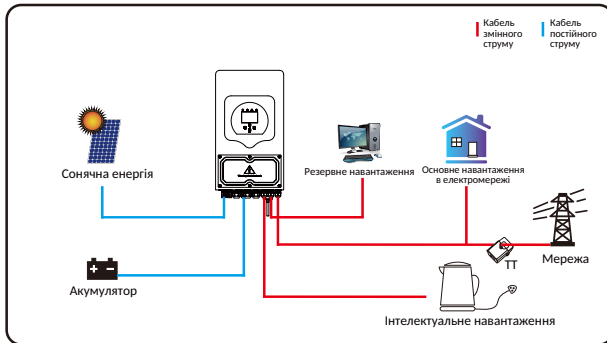 Кабель
змінного
струму
Кабель
постійного
струму
Сонячна енергія
Резервне навантаження
Основне навантаження
в електромережі
ТТ
Мережа
Акумулятор
Інтелектуальне навантаження